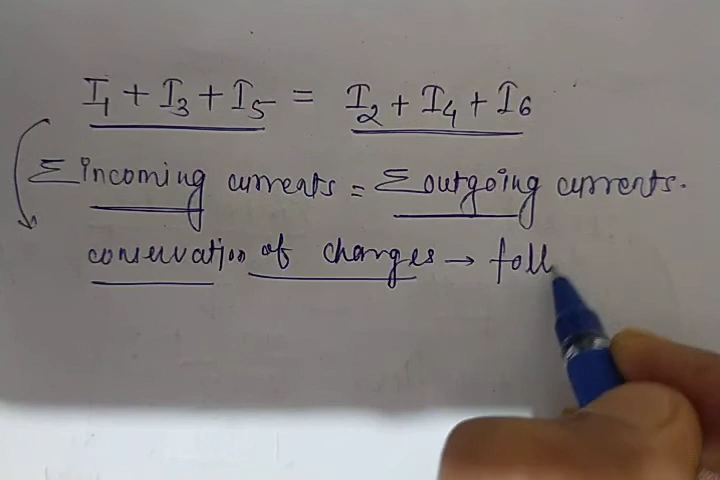 I₁ + I₃ + I₅ = I₂ + I₄ + I₆
Σ incoming currents = Σ outgoing currents.
conservation of charges → foll